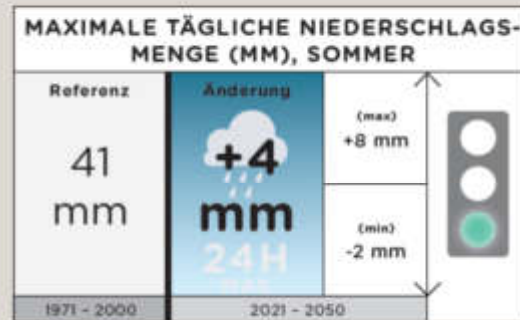 MAXIMALE TÄGLICHE NIEDERSCHLAGS-
MENGE (MM), SOMMER
Referenz
41
mm
1971 - 2000
Änderung
+4
mm
24H
MAX
(max)
+8 mm
(min)
-2 mm
2021 - 2050